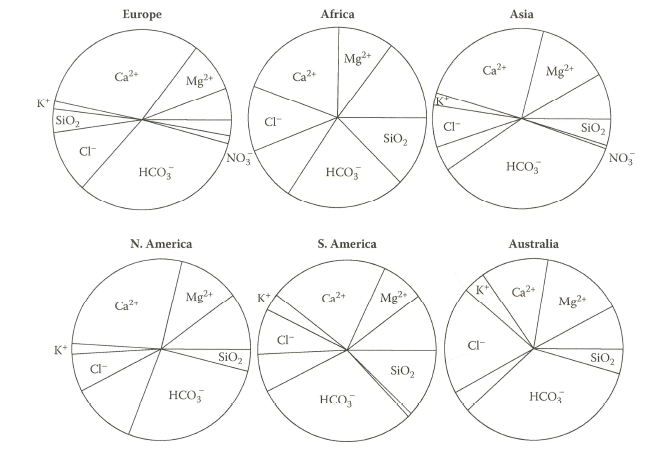 Europe
Ca²⁺
Mg²⁺
K⁺
SiO₂
Cl⁻
HCO₃⁻
NO₃⁻
Africa
Mg²⁺
Ca²⁺
Cl⁻
SiO₂
HCO₃⁻
Asia
Ca²⁺
Mg²⁺
K⁺
Cl⁻
SiO₂
HCO₃⁻
NO₃⁻
N. America
Ca²⁺
Mg²⁺
K⁺
SiO₂
Cl⁻
HCO₃⁻
S. America
K⁺
Ca²⁺
Mg²⁺
Cl⁻
SiO₂
HCO₃⁻
Australia
K⁺
Ca²⁺
Mg²⁺
Cl⁻
SiO₂
HCO₃⁻